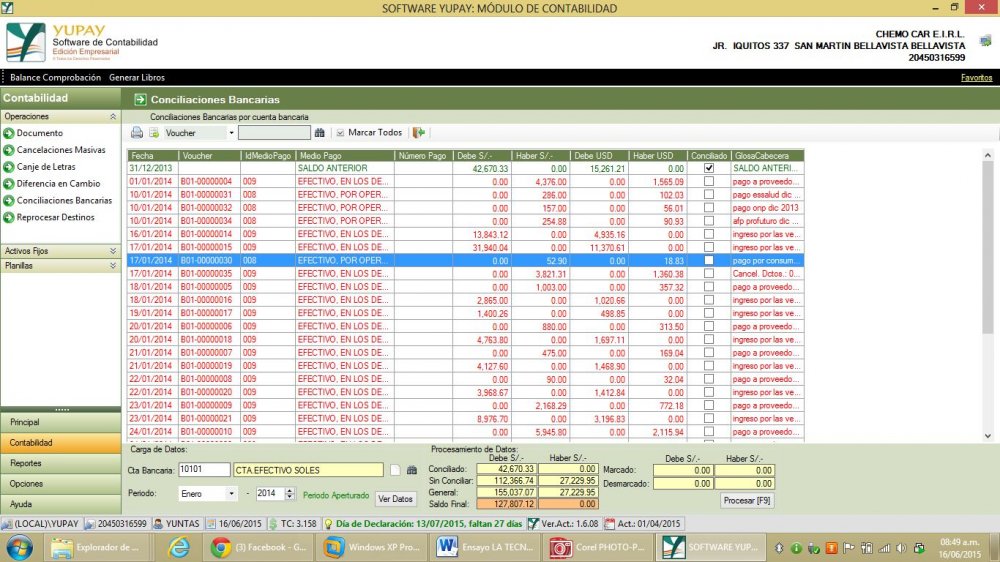 SOFTWARE YUPAY: MÓDULO DE CONTABILIDAD
YUPAY
Software de Contabilidad
Edición Empresarial
CHEMO CAR E.I.R.L.
JR. IQUITOS 337 SAN MARTIN BELLAVISTA BELLAVISTA
20450316599
Balance Comprobación Generar Libros Favoritos
Contabilidad
Operaciones
Documento
Cancelaciones Masivas
Canje de Letras
Diferencia en Cambio
Conciliaciones Bancarias
Reprocesar Destinos
Activos Fijos
Planillas
Principal
Contabilidad
Reportes
Opciones
Ayuda
Conciliaciones Bancarias
Conciliaciones Bancarias por cuenta bancaria
Voucher Marcar Todos
Fecha Voucher IdMedioPago Medio Pago Número Pago Debe S/.- Haber S/.- Debe USD Haber USD Conciliado GlosaCabecera
31/12/2013 SALDO ANTERIOR 42,670.33 0.00 15,261.21 0.00 SALDO ANTERI...
01/01/2014 B01-00000004 009 EFECTIVO, EN LOS DE... 0.00 4,376.00 0.00 1,565.09 pago a proveedo...
10/01/2014 B01-00000031 008 EFECTIVO, POR OPER... 0.00 286.00 0.00 102.03 pago essalud dic ...
10/01/2014 B01-00000032 008 EFECTIVO, POR OPER... 0.00 157.00 0.00 56.01 pago onp dic 2013
10/01/2014 B01-00000034 008 EFECTIVO, POR OPER... 0.00 254.88 0.00 90.93 afp profuturo dic ...
16/01/2014 B01-00000014 009 EFECTIVO, EN LOS DE... 13,843.12 0.00 4,935.16 0.00 ingreso por las ve...
17/01/2014 B01-00000015 009 EFECTIVO, EN LOS DE... 31,940.04 0.00 11,370.61 0.00 ingreso por las ve...
17/01/2014 B01-00000030 008 EFECTIVO, POR OPER... 0.00 52.90 0.00 18.83 pago por consum...
17/01/2014 B01-00000035 009 EFECTIVO, EN LOS DE... 0.00 3,821.31 0.00 1,360.38 Cancel. Dctos.: 0...
18/01/2014 B01-00000005 009 EFECTIVO, EN LOS DE... 0.00 1,003.00 0.00 357.32 pago a proveedo...
18/01/2014 B01-00000016 009 EFECTIVO, EN LOS DE... 2,865.00 0.00 1,020.66 0.00 ingreso por las ve...
19/01/2014 B01-00000017 009 EFECTIVO, EN LOS DE... 1,400.26 0.00 498.85 0.00 ingreso por las ve...
20/01/2014 B01-00000006 009 EFECTIVO, EN LOS DE... 0.00 880.00 0.00 313.50 pago a proveedo...
20/01/2014 B01-00000018 009 EFECTIVO, EN LOS DE... 4,763.80 0.00 1,697.11 0.00 ingreso por las ve...
21/01/2014 B01-00000007 009 EFECTIVO, EN LOS DE... 0.00 475.00 0.00 169.04 pago a proveedo...
21/01/2014 B01-00000019 009 EFECTIVO, EN LOS DE... 4,127.60 0.00 1,468.90 0.00 ingreso por las ve...
22/01/2014 B01-00000008 009 EFECTIVO, EN LOS DE... 0.00 90.00 0.00 32.04 pago a proveedo...
22/01/2014 B01-00000020 009 EFECTIVO, EN LOS DE... 3,968.67 0.00 1,412.84 0.00 ingreso por las ve...
23/01/2014 B01-00000009 009 EFECTIVO, EN LOS DE... 0.00 2,168.29 0.00 772.18 pago a proveedo...
23/01/2014 B01-00000021 009 EFECTIVO, EN LOS DE... 8,976.70 0.00 3,196.83 0.00 ingreso por las ve...
24/01/2014 B01-00000010 009 EFECTIVO, EN LOS DE... 0.00 5,945.80 0.00 2,115.94 pago a proveedo...
Carga de Datos:
Cta Bancaria: 10101 CTA EFECTIVO SOLES
Periodo: Enero - 2014 Periodo Aperturado Ver Datos
Procesamiento de Datos:
Debe S/.- Haber S/.-
Conciliado: 42,670.33 0.00
Sin Conciliar: 112,366.74 27,229.95
General: 155,037.07 27,229.95
Saldo Final: 127,807.12 0.00
Debe S/.- Haber S/.-
Marcado: 0.00 0.00
Desmarcado: 0.00 0.00
Procesar [F9]
(LOCAL)\YUPAY 20450316599 YUNTAS 16/06/2015 TC: 3.158 Día de Declaración: 13/07/2015, faltan 27 días Ver.Act.: 1.6.08 Act.: 01/04/2015
Explorador de ... (3) Facebook - G... Windows XP Pro... Ensayo LA TECN... Corel PHOTO-P... SOFTWARE YUP...
08:49 a.m.
16/06/2015